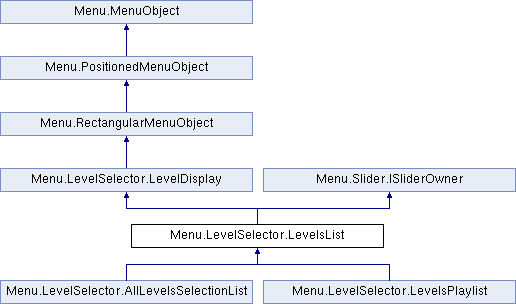 Menu.MenuObject
Menu.PositionedMenuObject
Menu.RectangularMenuObject
Menu.LevelSelector.LevelDisplay
Menu.Slider.ISliderOwner
Menu.LevelSelector.LevelsList
Menu.LevelSelector.AllLevelsSelectionList
Menu.LevelSelector.LevelsPlaylist